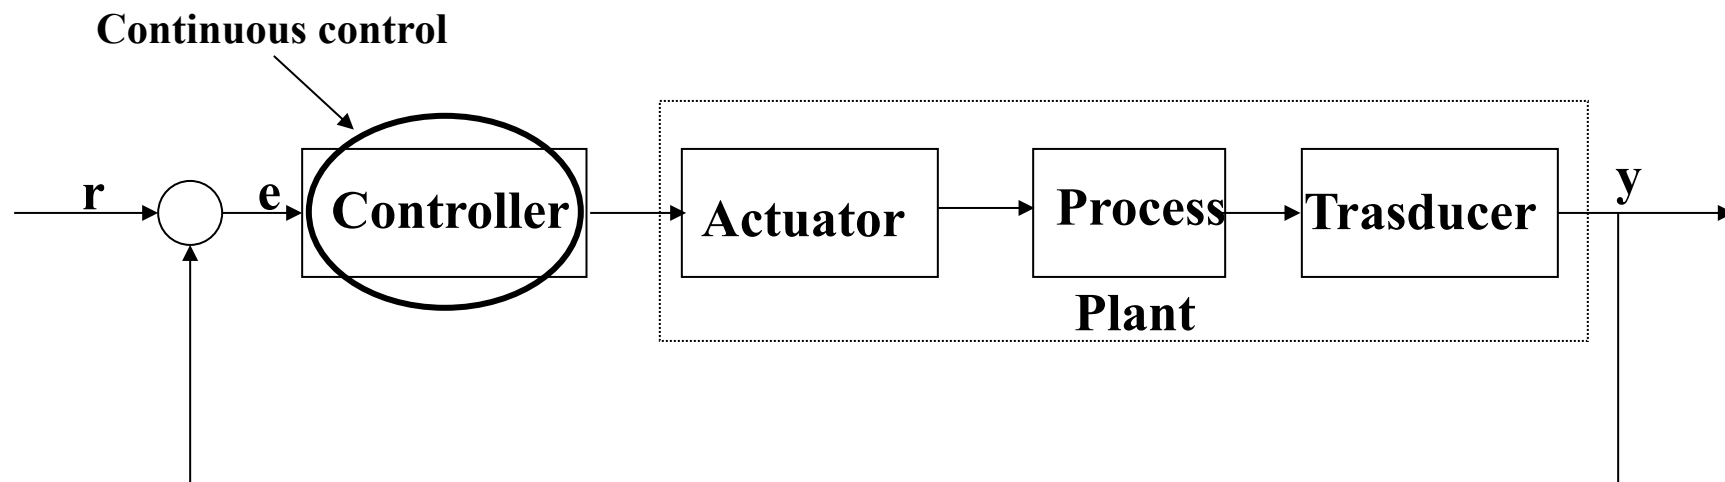 Continuous control
r
e
Controller
Actuator
Process
Trasducer
y
Plant